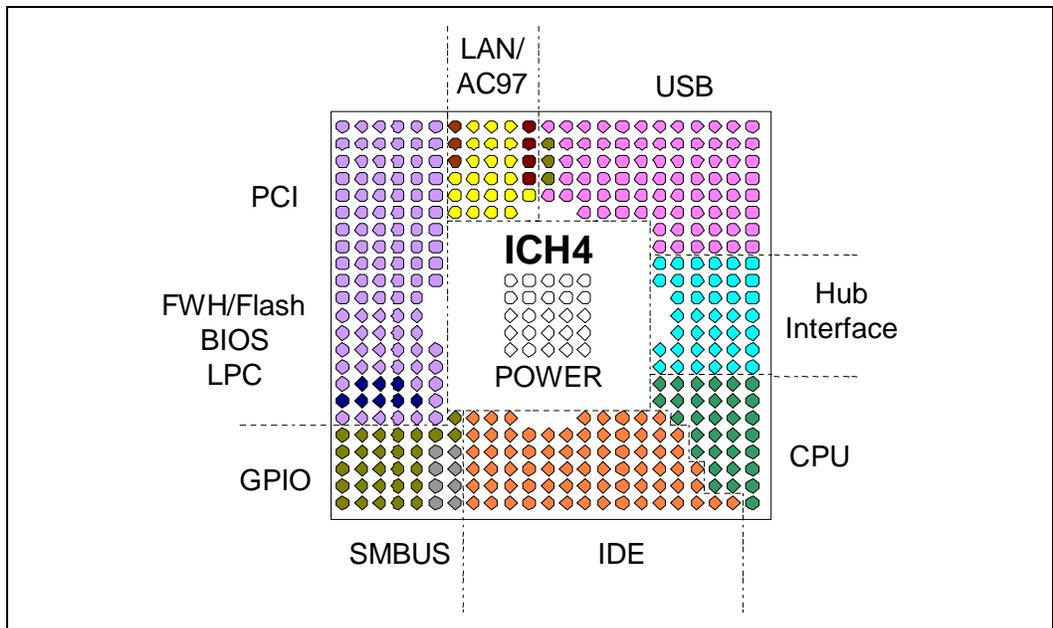 LAN/
AC97
USB
PCI
ICH4
FWH/Flash
BIOS
LPC
Hub
Interface
POWER
CPU
GPIO
SMBUS
IDE